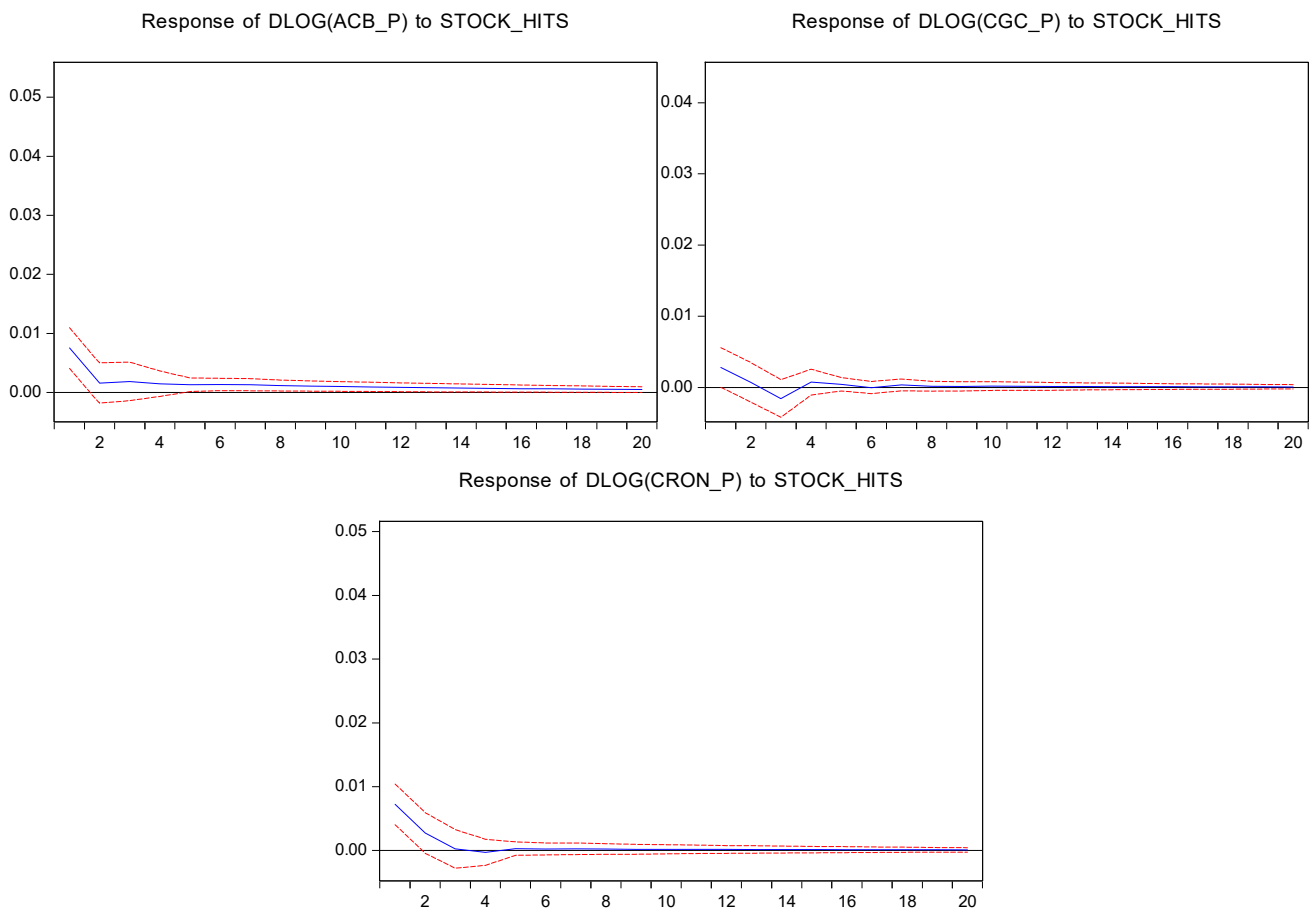 Response of DLOG(ACB_P) to STOCK_HITS
0.05
0.04
0.03
0.02
0.01
0.00
2 4 6 8 10 12 14 16 18 20
Response of DLOG(CGC_P) to STOCK_HITS
0.04
0.03
0.02
0.01
0.00
2 4 6 8 10 12 14 16 18 20
Response of DLOG(CRON_P) to STOCK_HITS
0.05
0.04
0.03
0.02
0.01
0.00
2 4 6 8 10 12 14 16 18 20